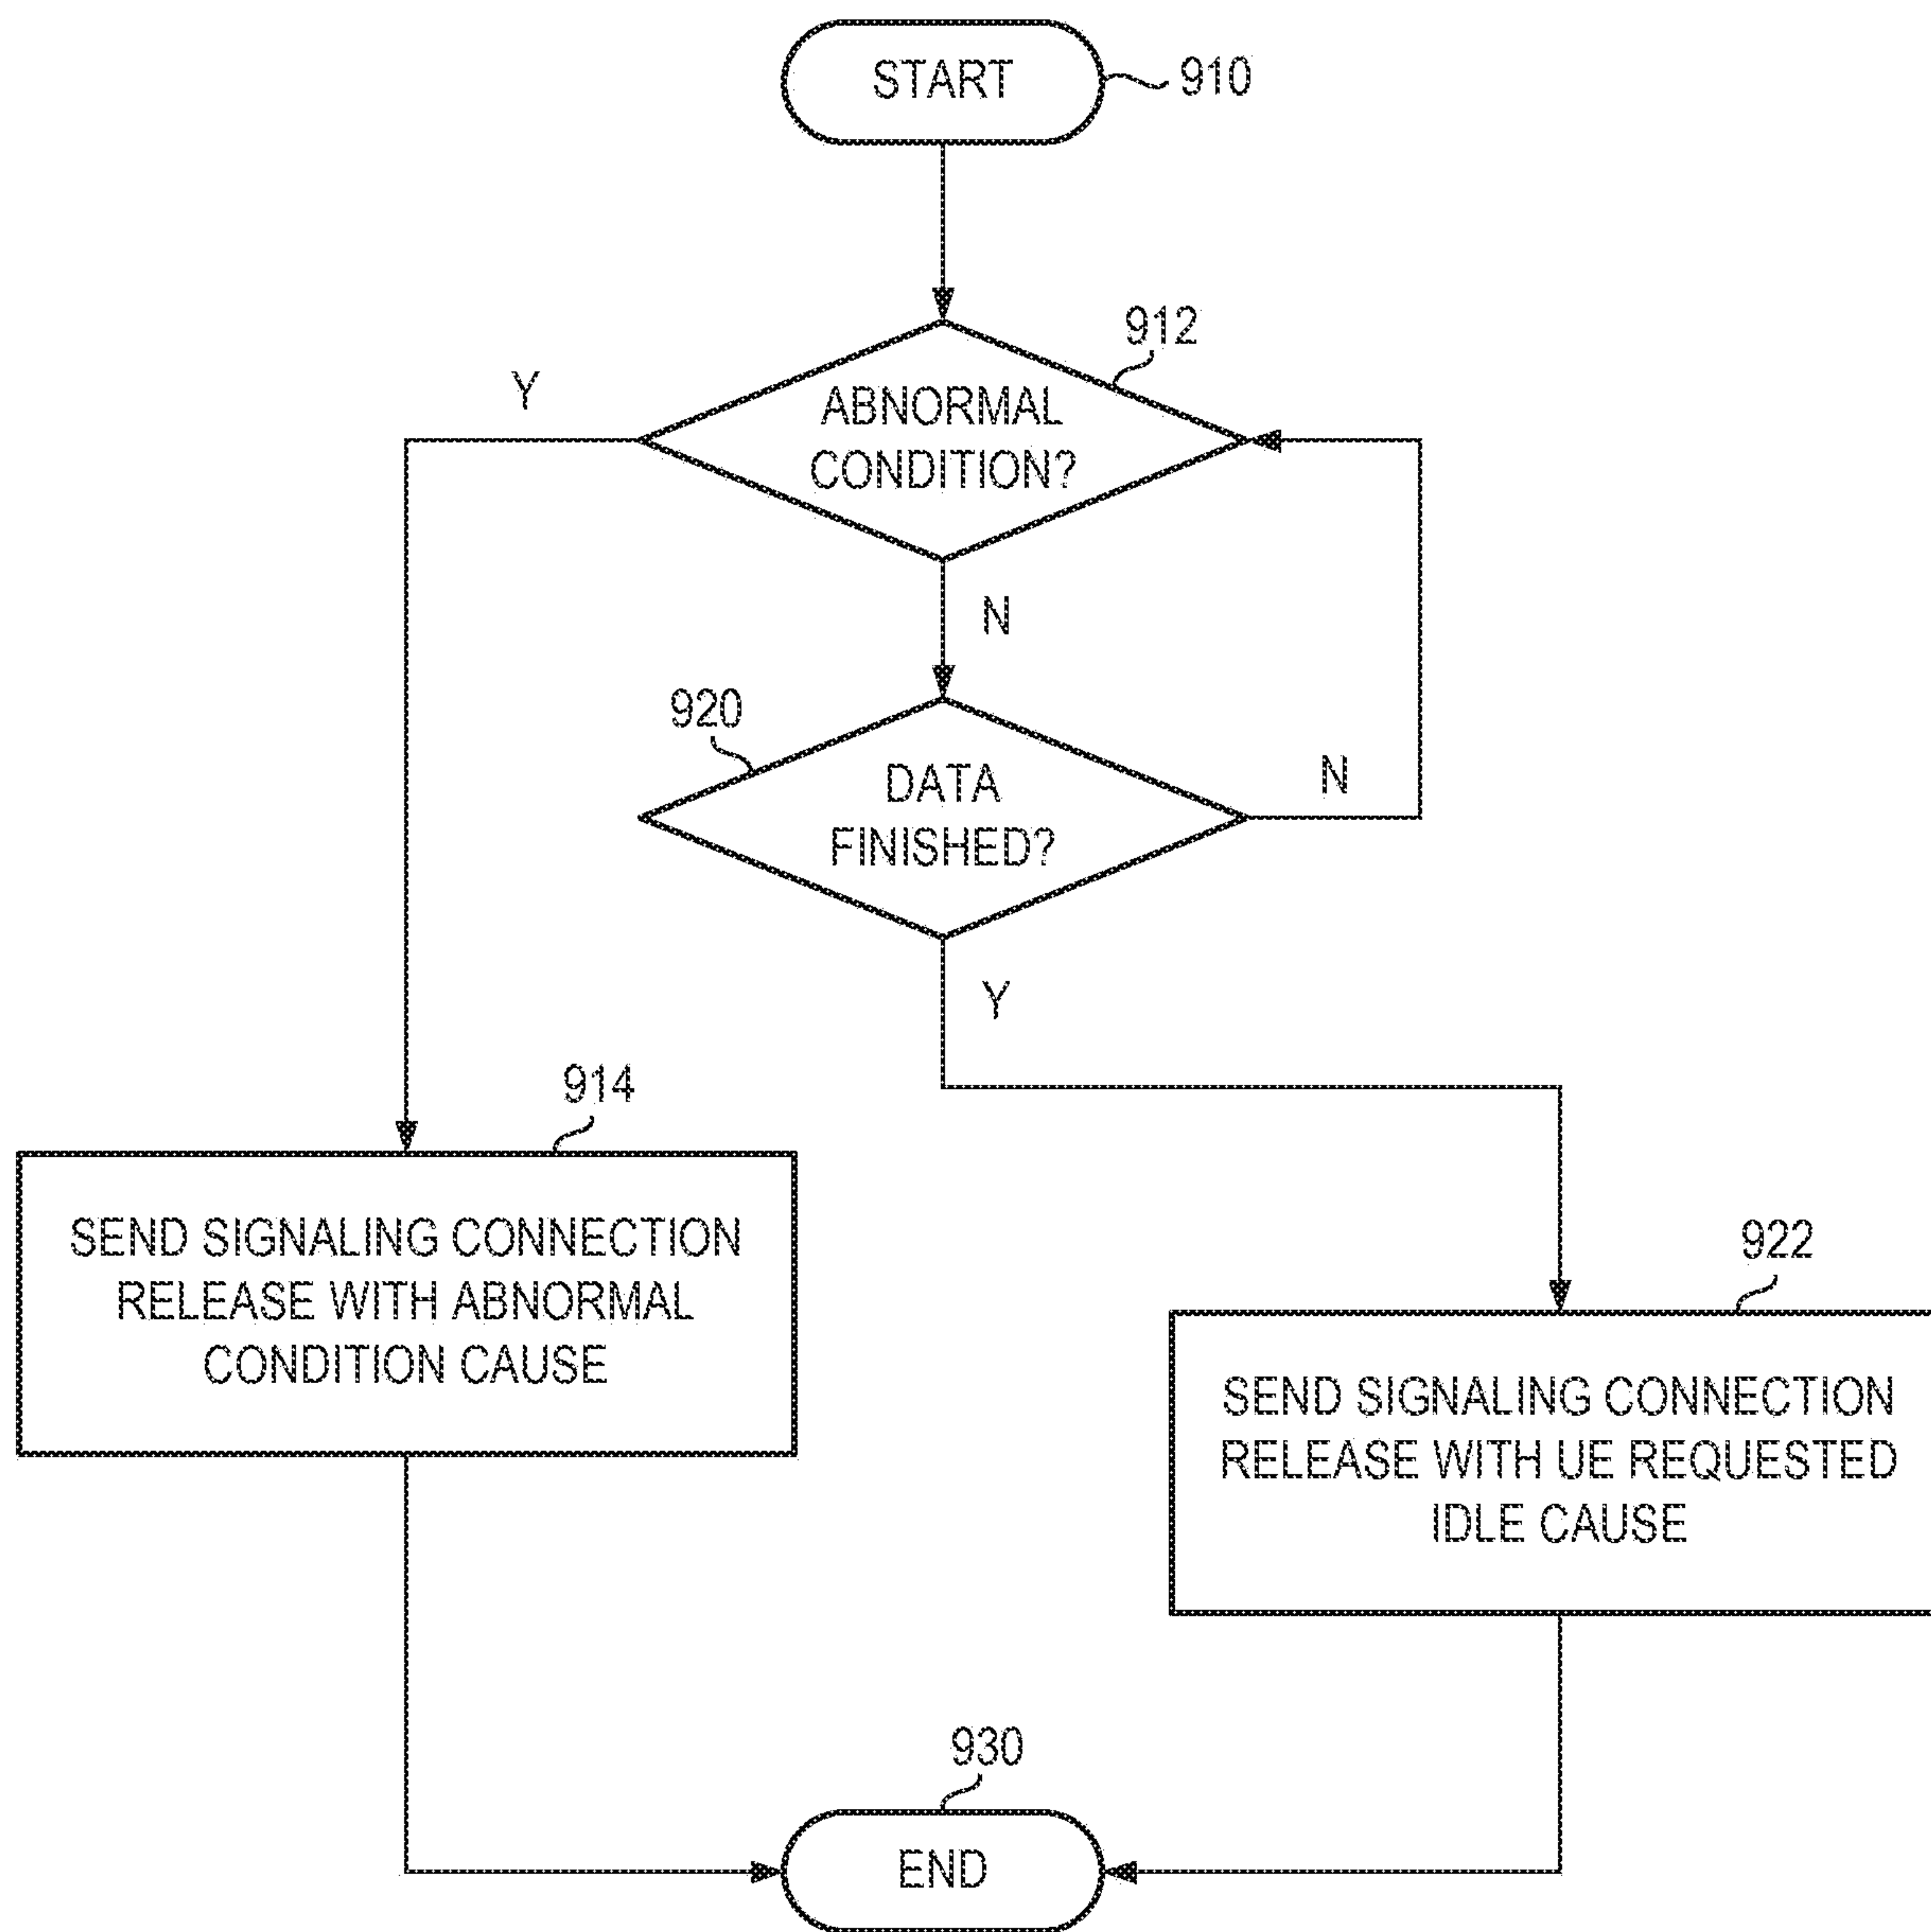 START
910
912
Y
ABNORMAL
CONDITION?
N
920
DATA
FINISHED?
N
Y
914
SEND SIGNALING CONNECTION
RELEASE WITH ABNORMAL
CONDITION CAUSE
922
SEND SIGNALING CONNECTION
RELEASE WITH UE REQUESTED
IDLE CAUSE
930
END